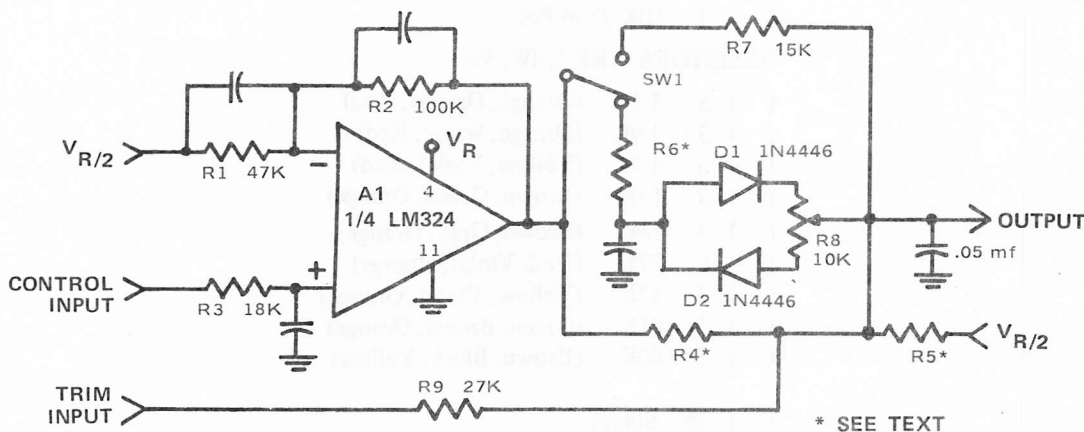 R7 15K
SW1
R2 100K
V R/2
R1 47K
−
V R
R6*
D1 1N4446
A1
4
1/4 LM324
11
R8
10K
OUTPUT
.05 mf
+
CONTROL
INPUT
R3 18K
D2 1N4446
R4*
R5*
V R/2
TRIM
INPUT
R9 27K
* SEE TEXT